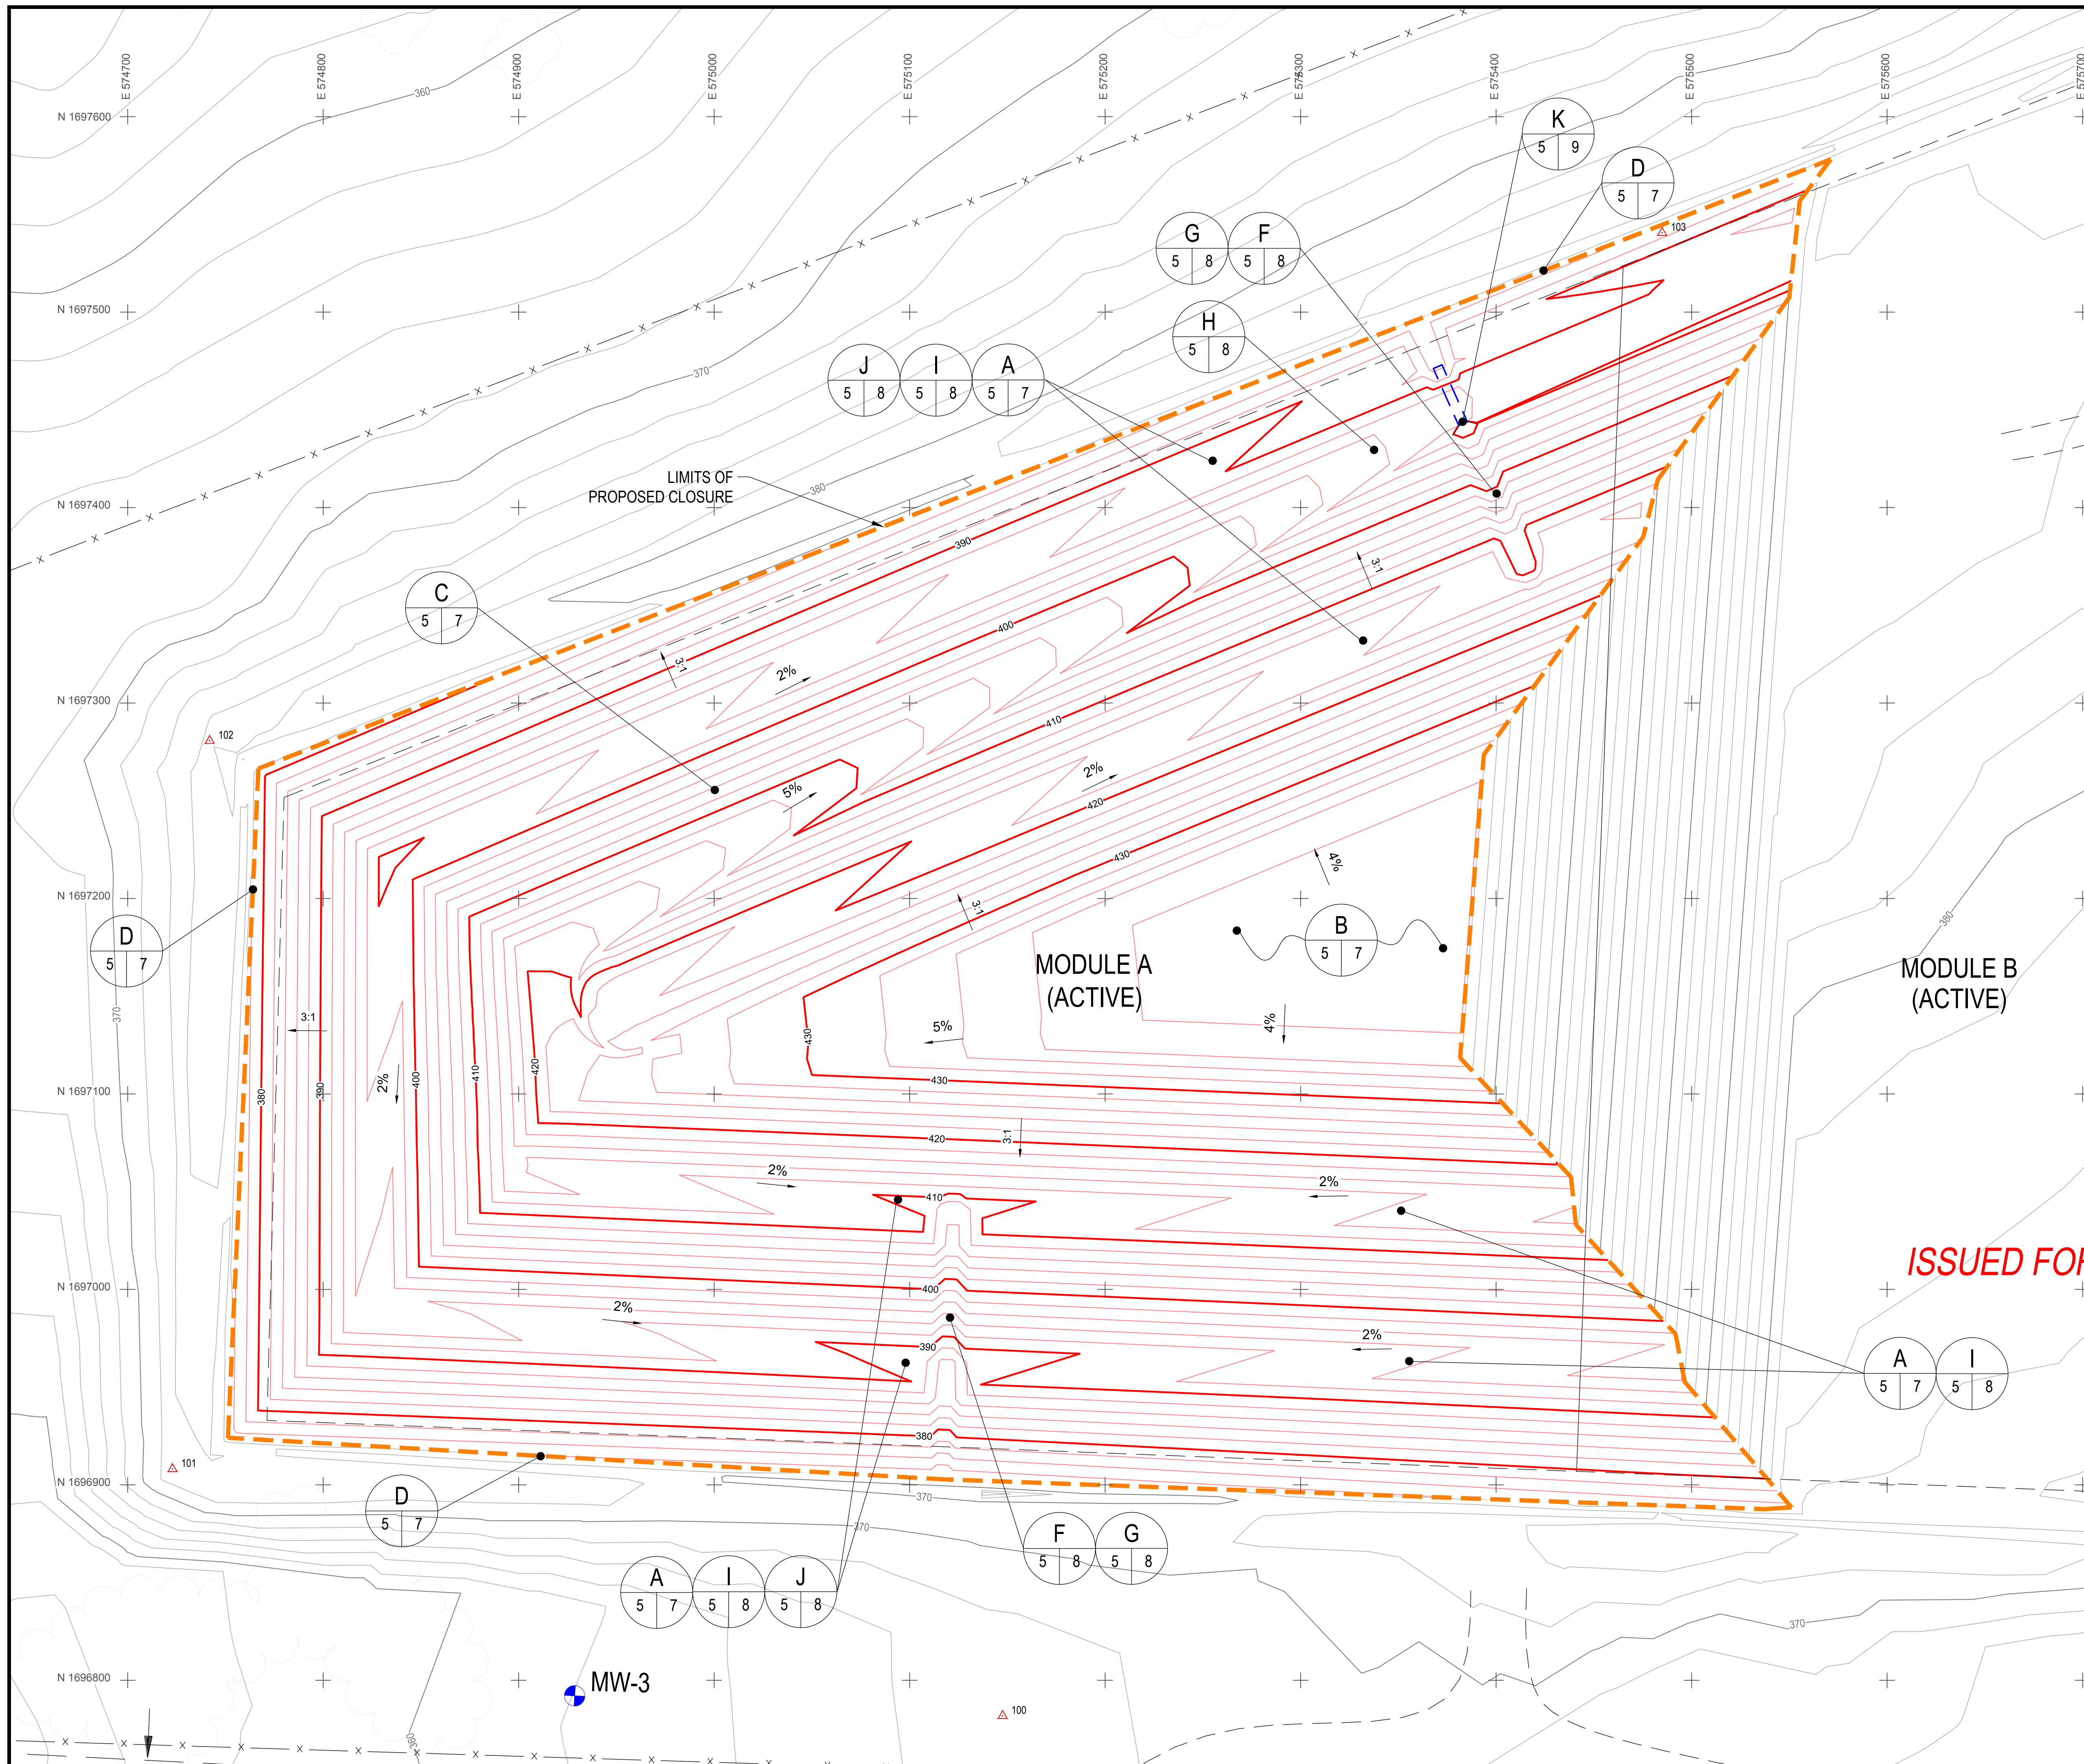 E 574700
E 574800
E 574900
E 575000
E 575100
E 575200
E 575300
E 575400
E 575500
E 575600
E 575700
N 1697600
360
K
5 9
D
5 7
G
5 8
F
5 8
103
N 1697500
H
5 8
J
5 8
I
5 8
A
5 7
370
LIMITS OF
PROPOSED CLOSURE
380
N 1697400
390
3:1
C
5 7
400
3:1
2%
N 1697300
102
410
2%
5%
420
430
4%
N 1697200
D
5 7
B
5 7
3:1
MODULE A
(ACTIVE)
MODULE B
(ACTIVE)
380
370
3:1
5%
4%
430
N 1697100
380
390
2%
400
410
420
430
420
3:1
2%
2%
410
ISSUED FOR
N 1697000
400
2%
390
2%
A
5 7
I
5 8
380
101
N 1696900
370
D
5 7
370
F
5 8
G
5 8
A
5 7
I
5 8
J
5 8
370
N 1696800
MW-3
100
360